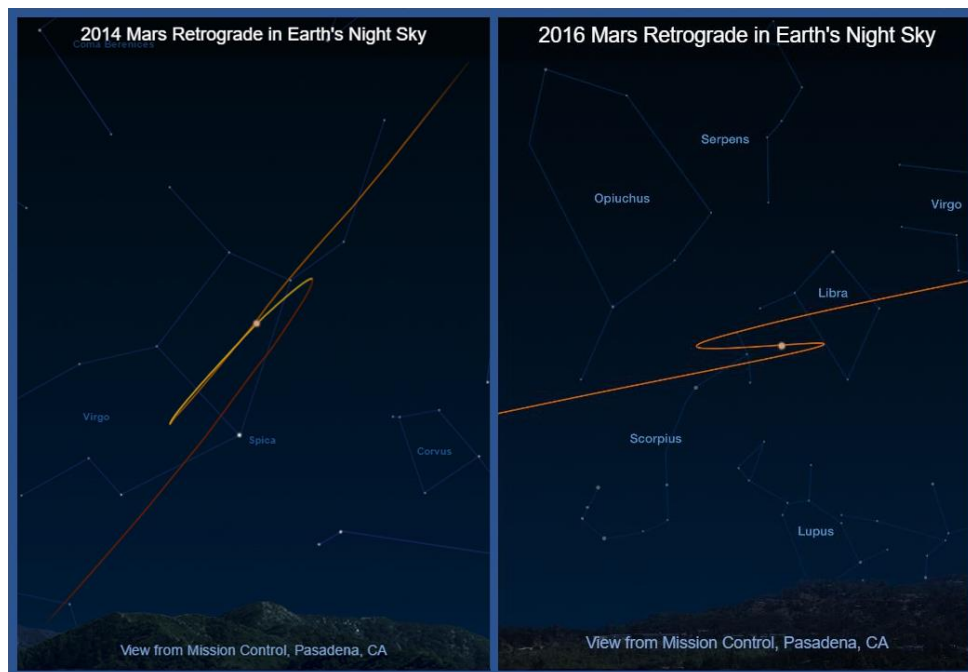 2014 Mars Retrograde in Earth's Night Sky
Coma Berenices
Virgo
Spica
Corvus
View from Mission Control, Pasadena, CA
2016 Mars Retrograde in Earth's Night Sky
Serpens
Opiuchus
Virgo
Libra
Scorpius
Lupus
View from Mission Control, Pasadena, CA